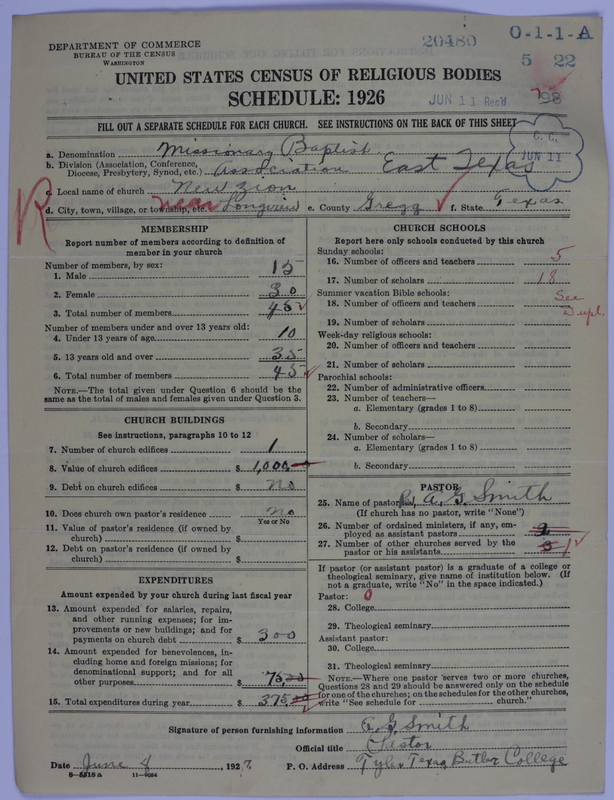 DEPARTMENT OF COMMERCE
BUREAU OF THE CENSUS
WASHINGTON
20480
O-1-1-A
5 22
UNITED STATES CENSUS OF RELIGIOUS BODIES
SCHEDULE: 1926
JUN 11 Rec'd
98
FILL OUT A SEPARATE SCHEDULE FOR EACH CHURCH. SEE INSTRUCTIONS ON THE BACK OF THIS SHEET
JUN 11
a. Denomination Missionary Baptist
b. Division (Association, Conference, Diocese, Presbytery, Synod, etc.) Association East Texas
c. Local name of church New Zion
d. City, town, village, or township, etc. near Longview e. County Gregg f. State Texas
R
MEMBERSHIP
Report number of members according to definition of
member in your church
Number of members, by sex:
1. Male 15
2. Female 30
3. Total number of members 45
Number of members under and over 13 years old:
4. Under 13 years of age 10
5. 13 years old and over 35
6. Total number of members 45
NOTE.—The total given under Question 6 should be
same as the total of males and females given under Question 3.
CHURCH BUILDINGS
See instructions, paragraphs 10 to 12
7. Number of church edifices 1
8. Value of church edifices $ 1,000
9. Debt on church edifices $ no
10. Does church own pastor's residence no
Yes or No
11. Value of pastor's residence (if owned by
church) $
12. Debt on pastor's residence (if owned by
church) $
EXPENDITURES
Amount expended by your church during last fiscal year
13. Amount expended for salaries, repairs,
and other running expenses; for im-
provements or new buildings; and for
payments on church debt $ 300
14. Amount expended for benevolences, in-
cluding home and foreign missions; for
denominational support; and for all
other purposes $ 75,00
15. Total expenditures during year $ 375,00
CHURCH SCHOOLS
Report here only schools conducted by this church
Sunday schools:
16. Number of officers and teachers 5
17. Number of scholars 18
Summer vacation Bible schools:
18. Number of officers and teachers
See
Dupl.
19. Number of scholars
Week-day religious schools:
20. Number of officers and teachers
21. Number of scholars
Parochial schools:
22. Number of administrative officers
23. Number of teachers—
a. Elementary (grades 1 to 8)
b. Secondary
24. Number of scholars—
a. Elementary (grades 1 to 8)
b. Secondary
PASTOR
25. Name of pastor A. G. Smith
(If church has no pastor, write "None")
26. Number of ordained ministers, if any, em-
ployed as assistant pastors 2
27. Number of other churches served by the
pastor or his assistants 3 1
If pastor (or assistant pastor) is a graduate of a college or
theological seminary, give name of institution below. (If
not a graduate, write "No" in the space indicated.)
Pastor: 0
28. College
29. Theological seminary
Assistant pastor:
30. College
31. Theological seminary
NOTE.—Where one pastor serves two or more churches,
Questions 28 and 29 should be answered only on the schedule
for one of the churches; on the schedules for the other churches,
write "See schedule for church."
Signature of person furnishing information A. G. Smith
Official title Pastor
Date June 8, 1927. P. O. Address Tyler Texas Butler College
11—9054